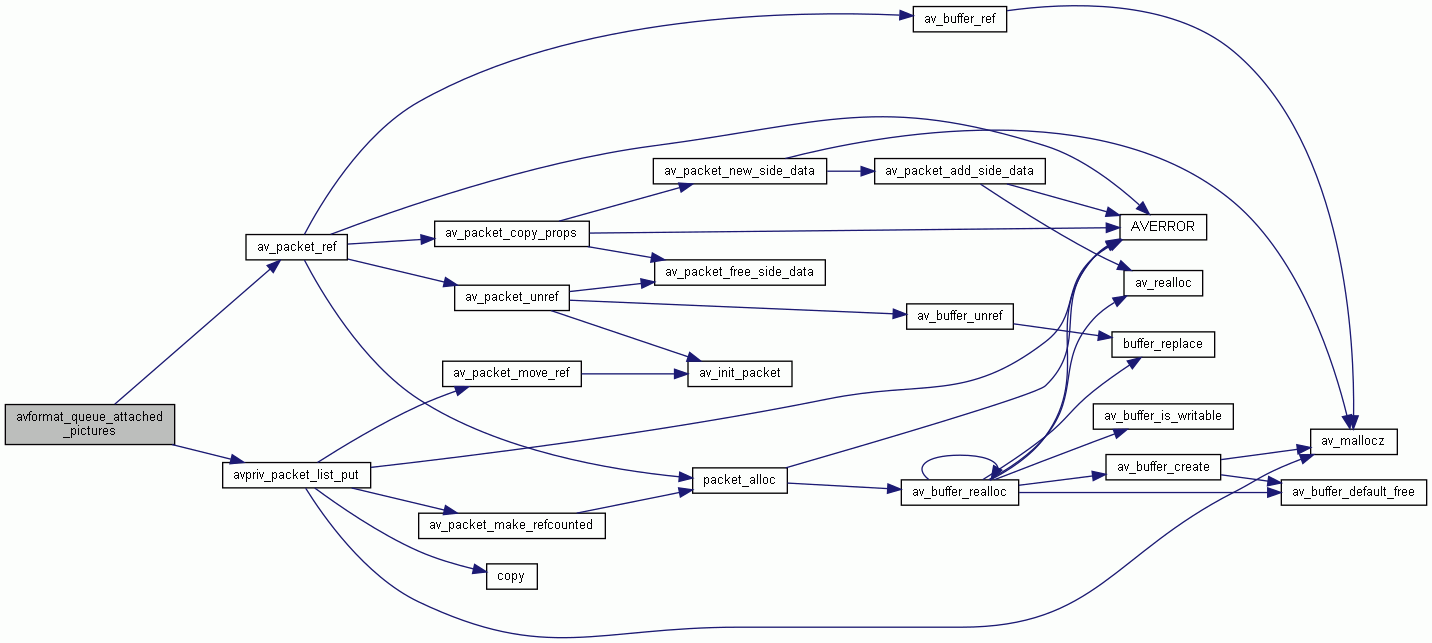 av_buffer_ref
av_packet_new_side_data
av_packet_add_side_data
av_packet_copy_props
AVERROR
av_packet_ref
av_packet_free_side_data
av_realloc
av_packet_unref
av_buffer_unref
buffer_replace
av_packet_move_ref
av_init_packet
avformat_queue_attached
_pictures
av_buffer_is_writable
av_mallocz
avpriv_packet_list_put
packet_alloc
av_buffer_create
av_buffer_realloc
av_buffer_default_free
av_packet_make_refcounted
copy